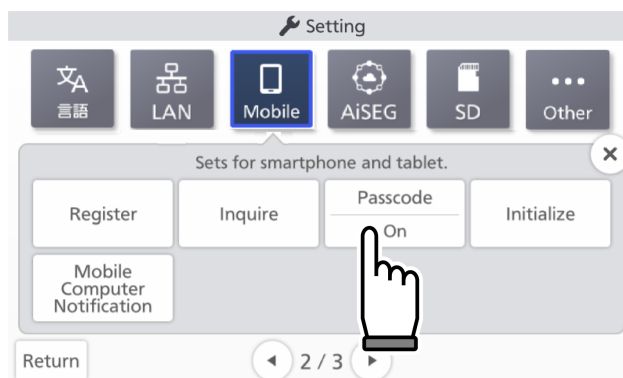 Setting
文A
言語
LAN
Mobile
AiSEG
SD
Other
Sets for smartphone and tablet.
Register
Inquire
Passcode
On
Initialize
Mobile
Computer
Notification
Return
2 / 3